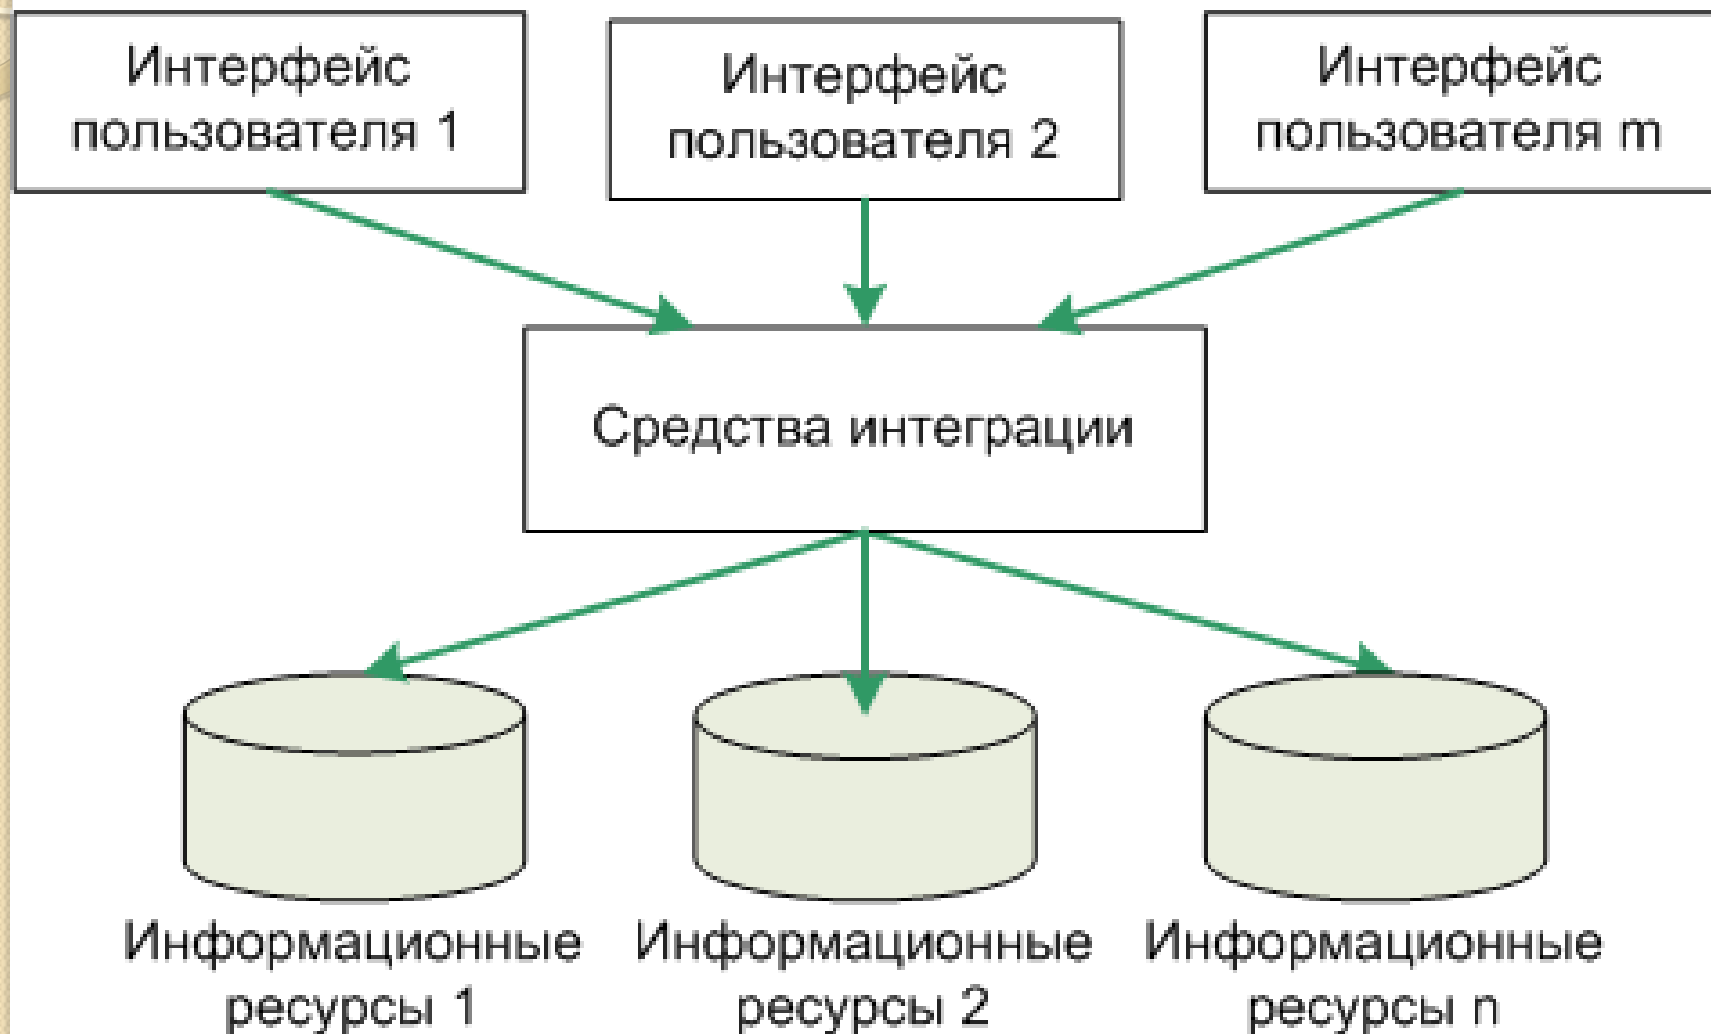 Интерфейс
пользователя 1
Интерфейс
пользователя 2
Интерфейс
пользователя m
Средства интеграции
Информационные
ресурсы 1
Информационные
ресурсы 2
Информационные
ресурсы n